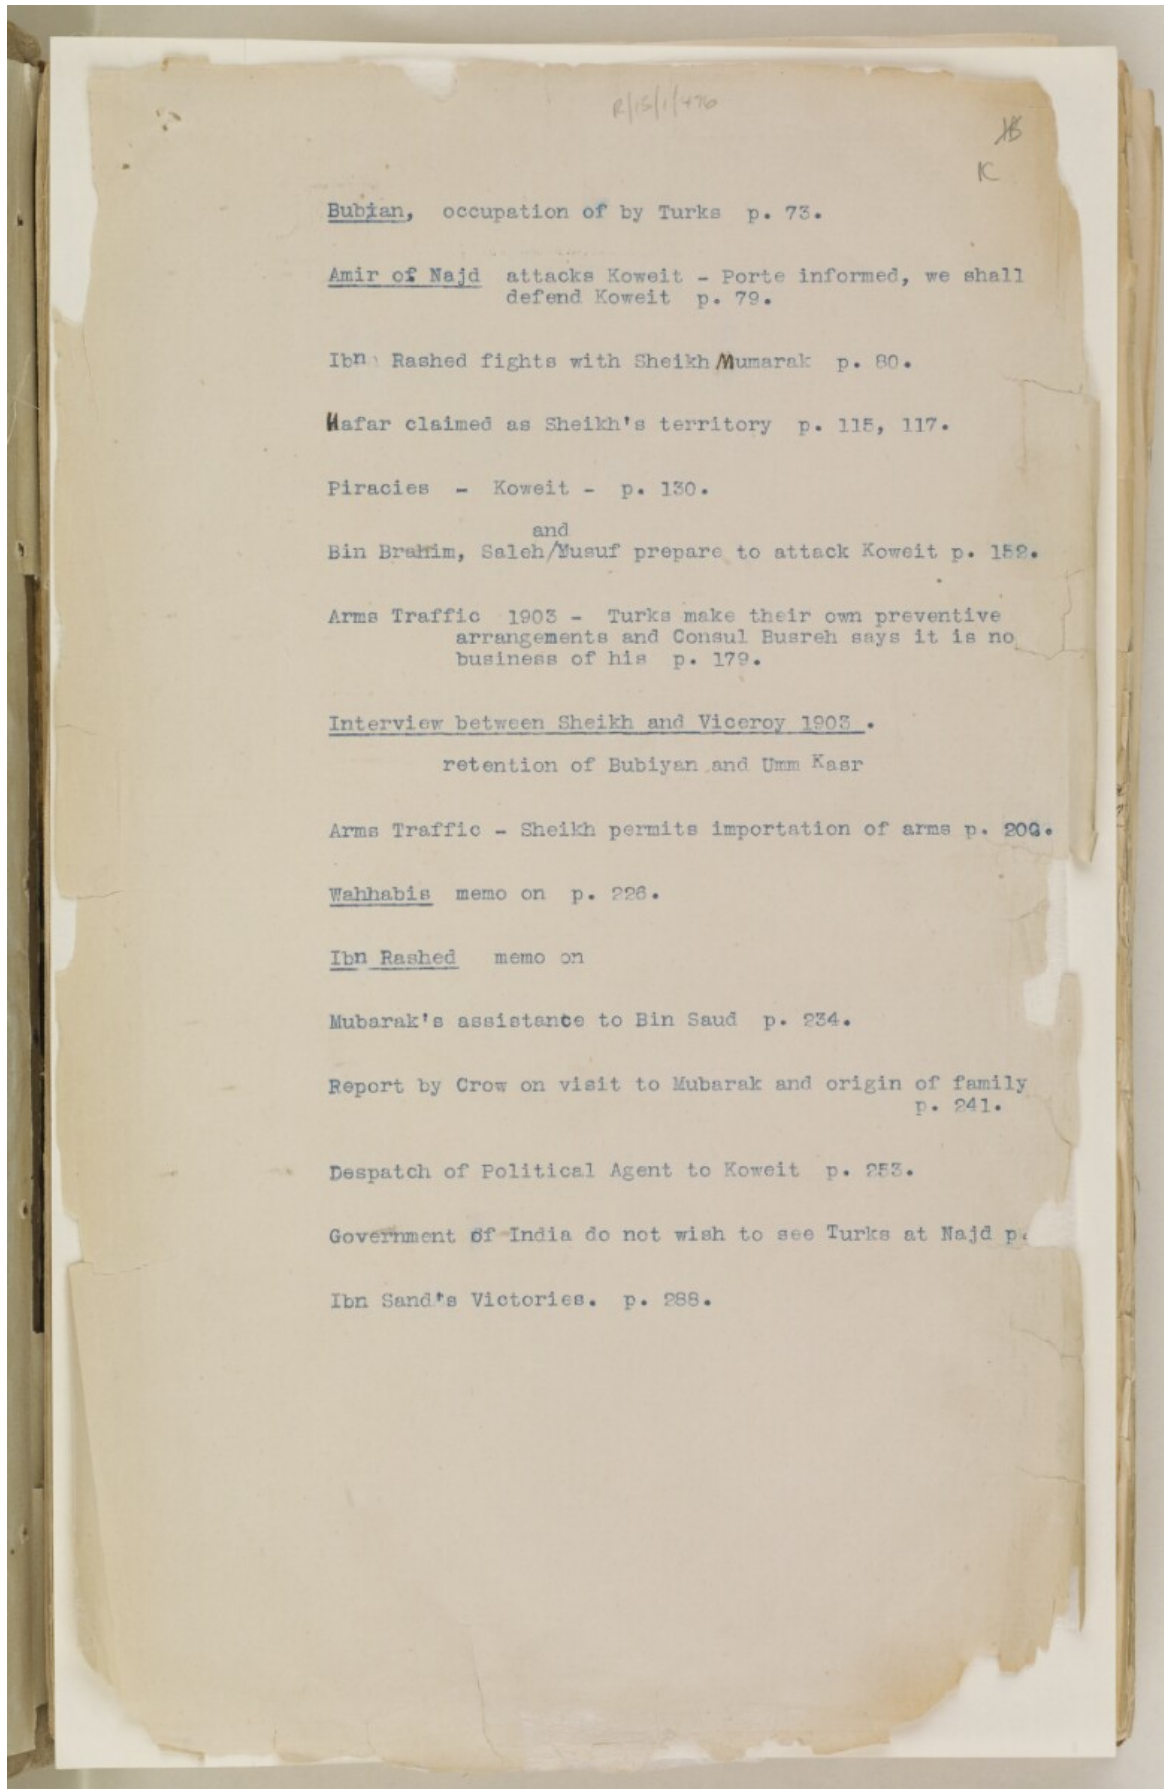 R/15/1/476
1C
Bubian, occupation of by Turks p. 73.
Amir of Najd attacks Koweit - Porte informed, we shall
defend Koweit p. 79.
Ibn Rashed fights with Sheikh Mumarak p. 80.
Hafar claimed as Sheikh's territory p. 115, 117.
Piracies - Koweit - p. 130.
and
Bin Brahim, Saleh/Yusuf prepare to attack Koweit p. 152.
Arms Traffic 1903 - Turks make their own preventive
arrangements and Consul Busreh says it is no
business of his p. 179.
Interview between Sheikh and Viceroy 1903 .
retention of Bubiyan and Umm Kasr
Arms Traffic - Sheikh permits importation of arms p.
Wahhabis memo on p. 226.
Ibn Rashed memo on
Mubarak's assistance to Bin Saud p. 234.
Report by Crow on visit to Mubarak and origin of family
p. 241.
Despatch of Political Agent to Koweit p. 253.
Government of India do not wish to see Turks at Najd p.
Ibn Sand's Victories. p. 288.